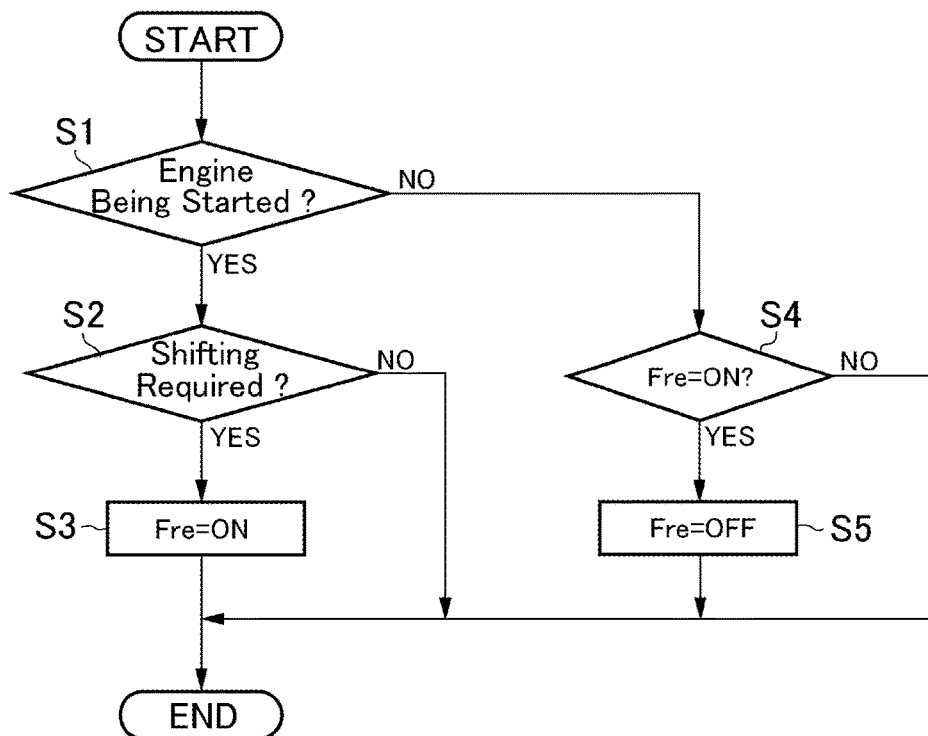 START
S1
Engine
Being Started ?
NO
YES
S2
Shifting
Required ?
NO
YES
S4
Fre=ON?
NO
YES
S3
Fre=ON
Fre=OFF
S5
END